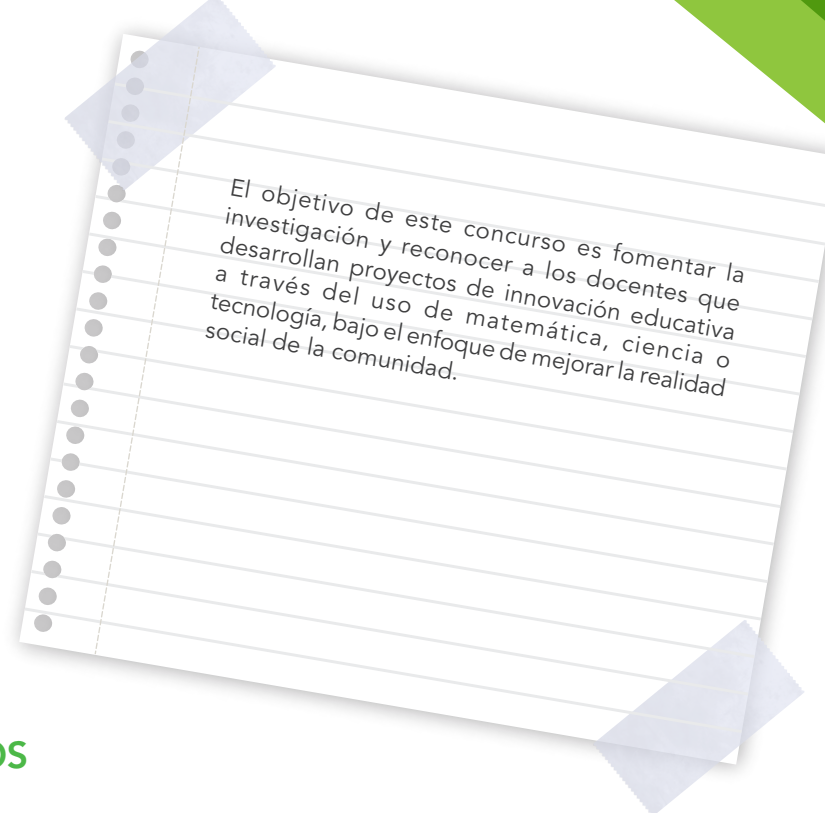 El objetivo de este concurso es fomentar la
investigación y reconocer a los docentes que
desarrollan proyectos de innovación educativa
a través del uso de matemática, ciencia o
tecnología, bajo el enfoque de mejorar la realidad
social de la comunidad.